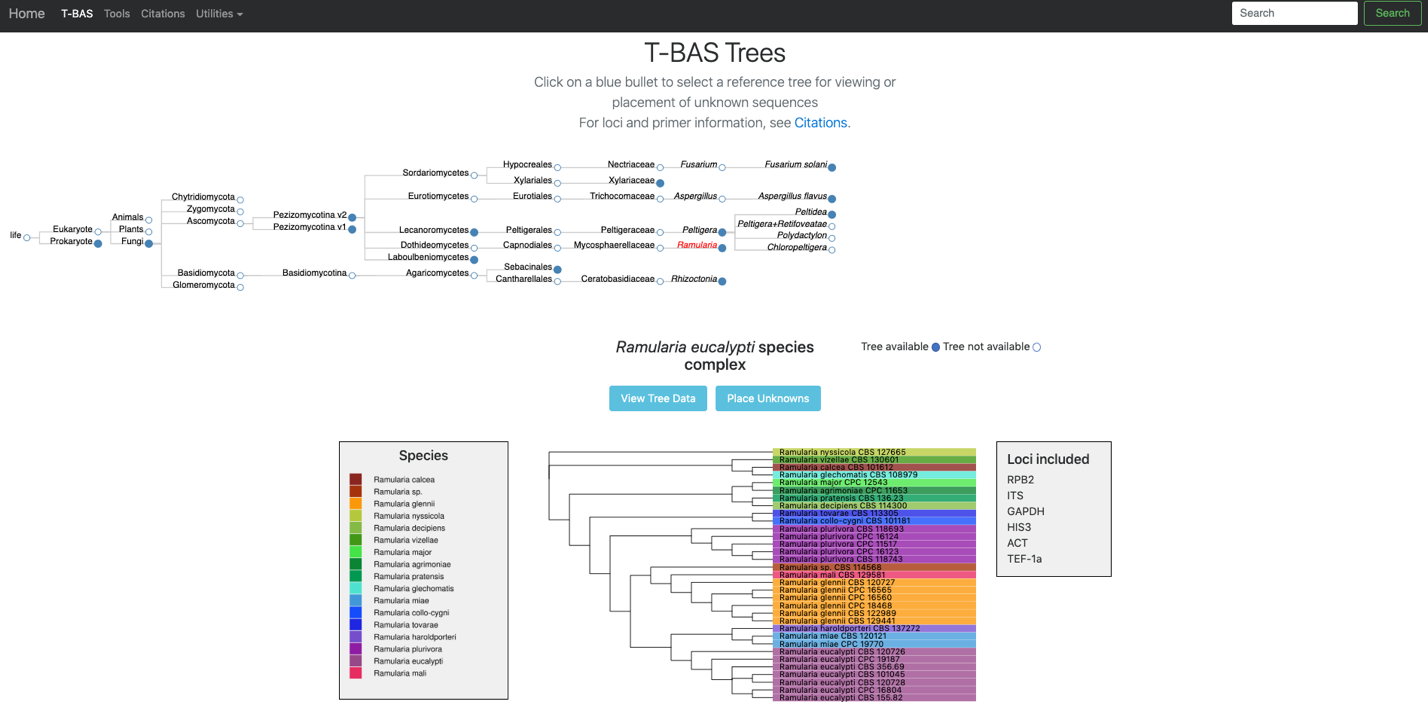 Home T-BAS Tools Citations Utilities Search Search
T-BAS Trees
Click on a blue bullet to select a reference tree for viewing or
placement of unknown sequences
For loci and primer information, see Citations.
life
Eukaryote
Prokaryote
Animals
Plants
Fungi
Chytridiomycota
Zygomycota
Ascomycota
Basidiomycota
Glomeromycota
Pezizomycotina v2
Pezizomycotina v1
Basidiomycotina
Sordariomycetes
Eurotiomycetes
Lecanoromycetes
Dothideomycetes
Laboulbeniomycetes
Agaricomycetes
Hypocreales
Xylariales
Eurotiales
Peltigerales
Capnodiales
Sebacinales
Cantharellales
Nectriaceae
Xylariaceae
Trichocomaceae
Peltigeraceae
Mycosphaerellaceae
Ceratobasidiaceae
Fusarium
Aspergillus
Peltigera
Ramularia
Rhizoctonia
Fusarium solani
Aspergillus flavus
Peltidea
Peltigera+Retifoveatae
Polydactylon
Chloropeltigera
Ramularia eucalypti species
complex
Tree available Tree not available
View Tree Data Place Unknowns
Species
Ramularia calcea
Ramularia sp.
Ramularia glennii
Ramularia nyssicola
Ramularia decipiens
Ramularia vizellae
Ramularia major
Ramularia agrimoniae
Ramularia pratensis
Ramularia glechomatis
Ramularia miae
Ramularia collo-cygni
Ramularia tovarae
Ramularia haroldporteri
Ramularia plurivora
Ramularia eucalypti
Ramularia mali
Ramularia nyssicola CBS 127665
Ramularia vizellae CBS 130601
Ramularia calcea CBS 101612
Ramularia glechomatis CBS 108979
Ramularia major CPC 12543
Ramularia agrimoniae CPC 11653
Ramularia pratensis CBS 136.23
Ramularia decipiens CBS 114300
Ramularia tovarae CBS 113305
Ramularia collo-cygni CBS 101181
Ramularia plurivora CBS 118693
Ramularia plurivora CPC 16124
Ramularia plurivora CPC 11517
Ramularia plurivora CPC 16123
Ramularia plurivora CBS 118743
Ramularia sp. CBS 114568
Ramularia mali CBS 129581
Ramularia glennii CBS 120727
Ramularia glennii CPC 16565
Ramularia glennii CPC 16560
Ramularia glennii CPC 18468
Ramularia glennii CBS 122989
Ramularia glennii CBS 129441
Ramularia haroldporteri CBS 137272
Ramularia miae CBS 120121
Ramularia miae CPC 19770
Ramularia eucalypti CBS 120726
Ramularia eucalypti CPC 19187
Ramularia eucalypti CBS 356.69
Ramularia eucalypti CBS 101045
Ramularia eucalypti CBS 120728
Ramularia eucalypti CPC 16804
Ramularia eucalypti CBS 155.82
Loci included
RPB2
ITS
GAPDH
HIS3
ACT
TEF-1a